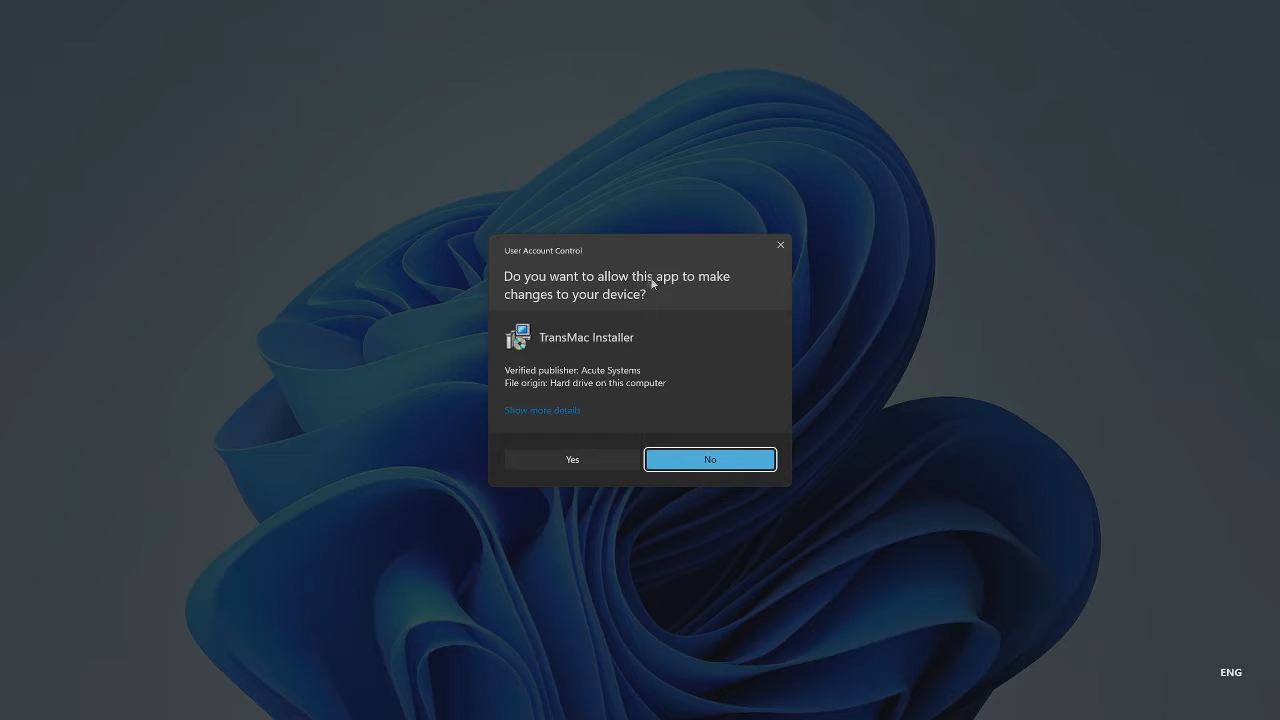 User Account Control
Do you want to allow this app to make
changes to your device?
TransMac Installer
Verified publisher: Acute Systems
File origin: Hard drive on this computer
Show more details
Yes
No
ENG